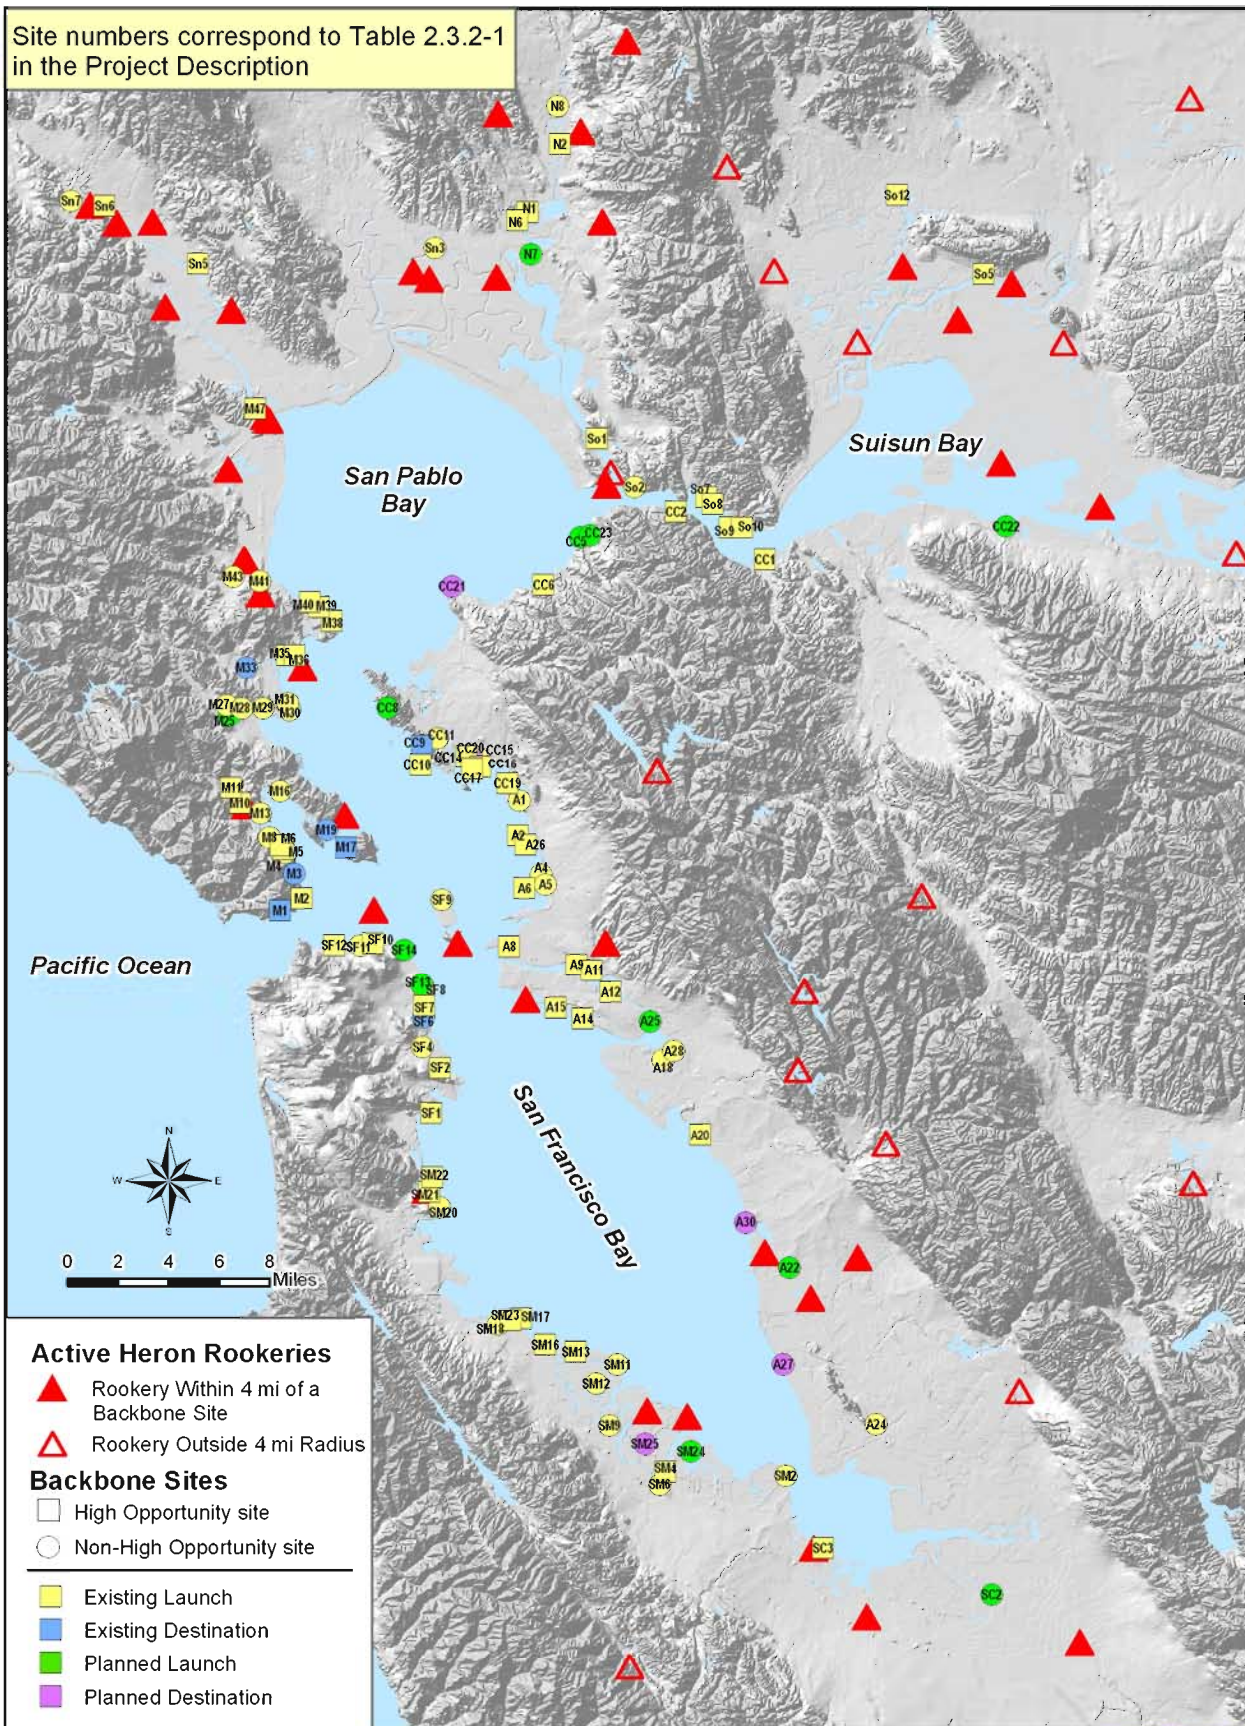 Site numbers correspond to Table 2.3.2-1
in the Project Description
N8
N2
Sn7
Sn6
So12
N1
N6
Sn3
N7
Sn5
So5
M47
So1
Suisun Bay
San Pablo
Bay
So2
So7
So8
CC2
So9
So10
CC22
CC23
CC5
CC1
M43
M41
CC21
CC6
M40
M39
M38
M35
M36
M33
M27
M28
M29
M31
M30
M25
CC8
CC11
CC9
CC20
CC15
CC14
CC16
CC10
CC17
CC19
M11
M16
M10
A1
M13
M19
M8
M6
A2
M17
A26
M5
M4
M3
A4
A5
A6
M2
SF9
M1
SF12
SF11
SF10
SF14
A8
Pacific Ocean
A9
A11
SF13
SF8
A12
SF7
A15
SF6
A14
A25
SF4
A28
A18
SF2
San Francisco Bay
SF1
A20
N
W
E
S
SM22
SM21
SM20
A30
A22
0 2 4 6 8
Miles
SM23
SM17
SM18
SM16
SM13
SM11
A27
SM12
SM9
A24
SM25
SM24
SM4
SM6
SM2
SC3
SC2
Active Heron Rookeries
Rookery Within 4 mi of a
Backbone Site
Rookery Outside 4 mi Radius
Backbone Sites
High Opportunity site
Non-High Opportunity site
Existing Launch
Existing Destination
Planned Launch
Planned Destination